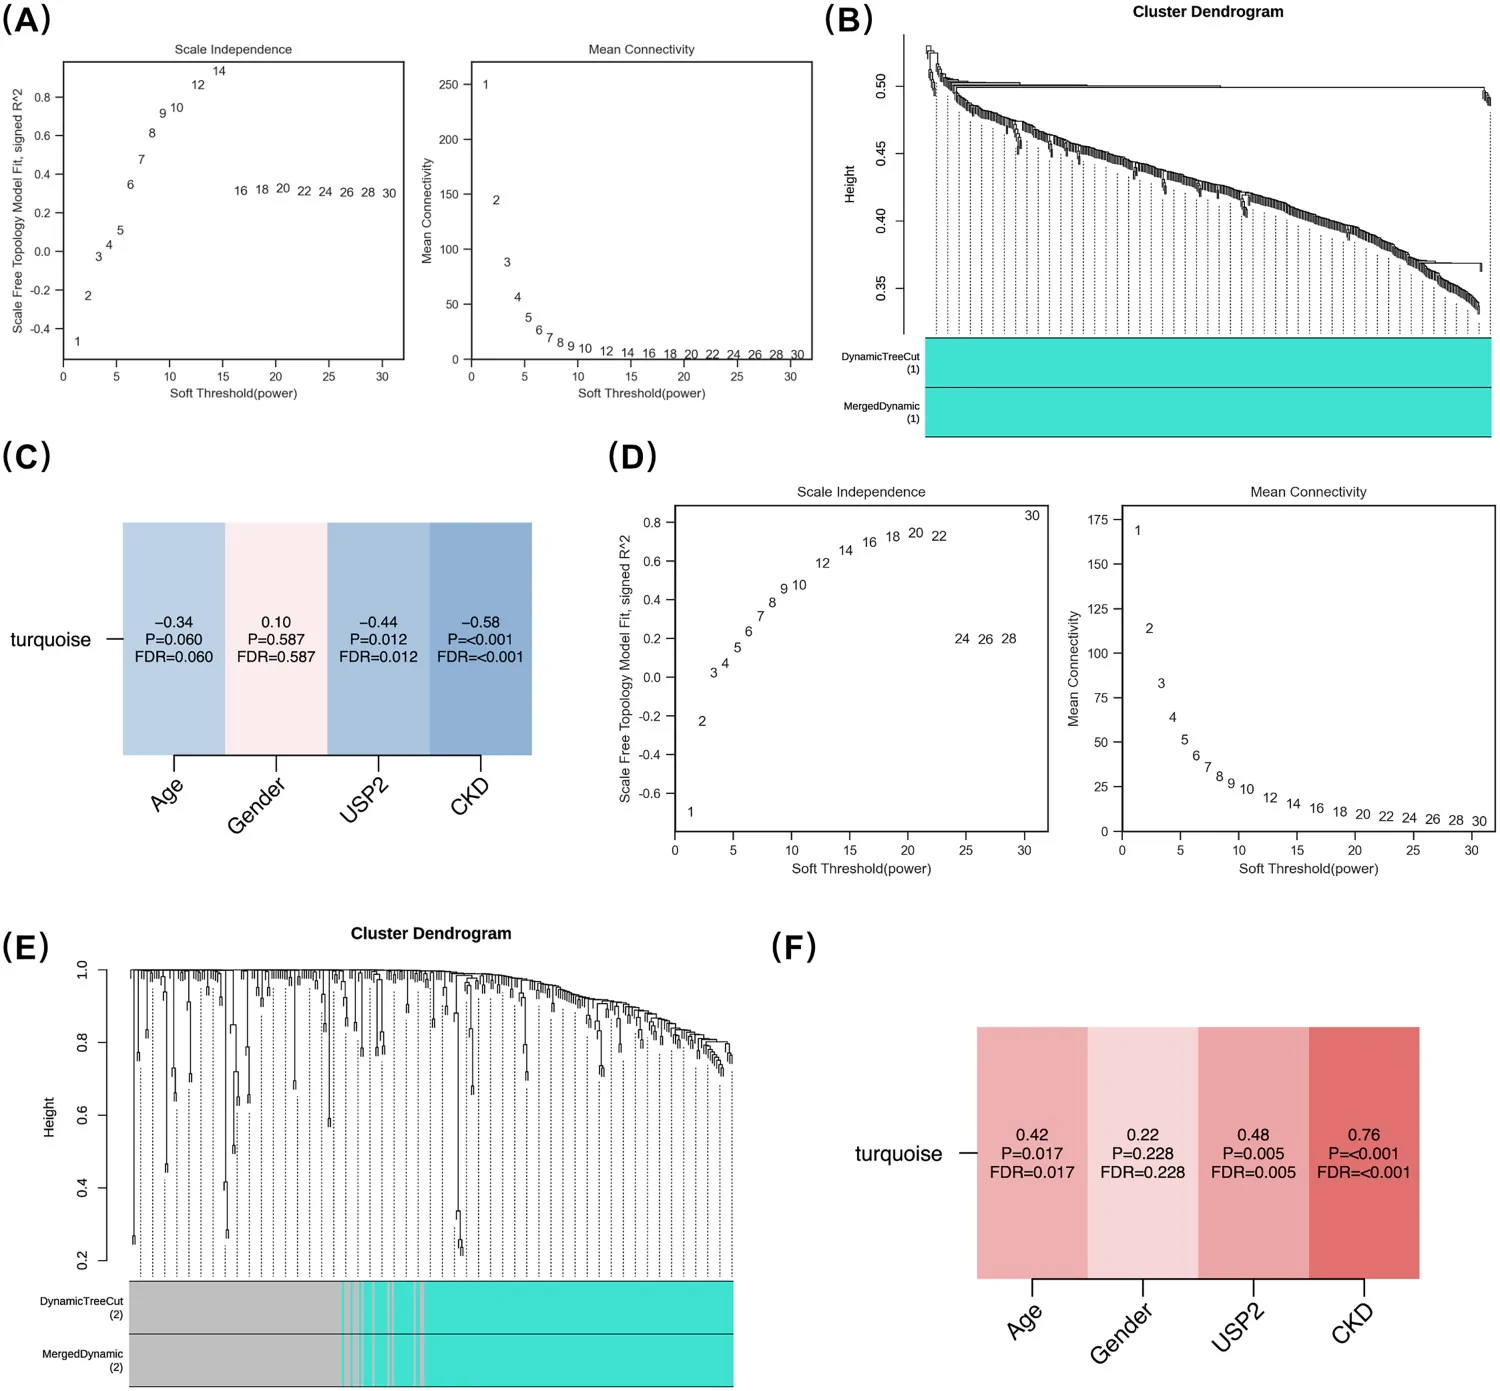 (A)
Scale Independence
Scale Free Topology Model Fit, signed R^2
0.8
0.6
0.4
0.2
0.0
-0.2
-0.4
1 2 3 4 5 6 7 8 9 10 12 14 16 18 20 22 24 26 28 30
0 5 10 15 20 25 30
Soft Threshold(power)
Mean Connectivity
Mean Connectivity
250
200
150
100
50
0
1 2 3 4 5 6 7 8 9 10 12 14 16 18 20 22 24 26 28 30
0 5 10 15 20 25 30
Soft Threshold(power)
(B)
Cluster Dendrogram
Height
0.50
0.45
0.40
0.35
DynamicTreeCut
(1)
MergedDynamic
(1)
(C)
turquoise
−0.34
P=0.060
FDR=0.060
0.10
P=0.587
FDR=0.587
−0.44
P=0.012
FDR=0.012
−0.58
P=<0.001
FDR=<0.001
Age
Gender
USP2
CKD
(D)
Scale Independence
Scale Free Topology Model Fit, signed R^2
0.8
0.6
0.4
0.2
0.0
-0.2
-0.4
-0.6
1 2 3 4 5 6 7 8 9 10 12 14 16 18 20 22 24 26 28 30
0 5 10 15 20 25 30
Soft Threshold(power)
Mean Connectivity
Mean Connectivity
175
150
125
100
75
50
25
0
1 2 3 4 5 6 7 8 9 10 12 14 16 18 20 22 24 26 28 30
0 5 10 15 20 25 30
Soft Threshold(power)
(E)
Cluster Dendrogram
Height
1.0
0.8
0.6
0.4
0.2
DynamicTreeCut
(2)
MergedDynamic
(2)
(F)
turquoise
0.42
P=0.017
FDR=0.017
0.22
P=0.228
FDR=0.228
0.48
P=0.005
FDR=0.005
0.76
P=<0.001
FDR=<0.001
Age
Gender
USP2
CKD